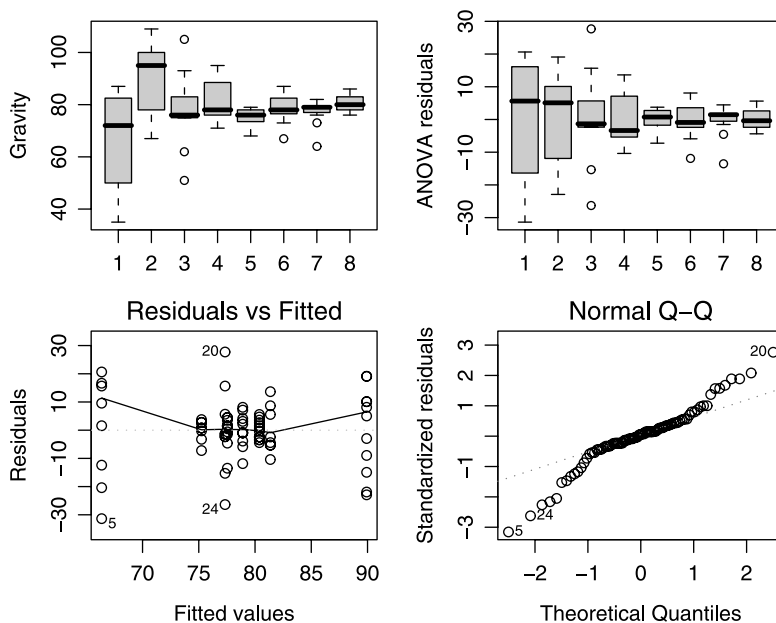 Gravity
100
80
60
40
1 2 3 4 5 6 7 8
ANOVA residuals
30
10
−10
−30
1 2 3 4 5 6 7 8
Residuals vs Fitted
Residuals
30
10
−10
−30
20
24
5
70 75 80 85 90
Fitted values
Normal Q−Q
Standardized residuals
3
2
1
−1
−3
20
24
5
−2 −1 0 1 2
Theoretical Quantiles